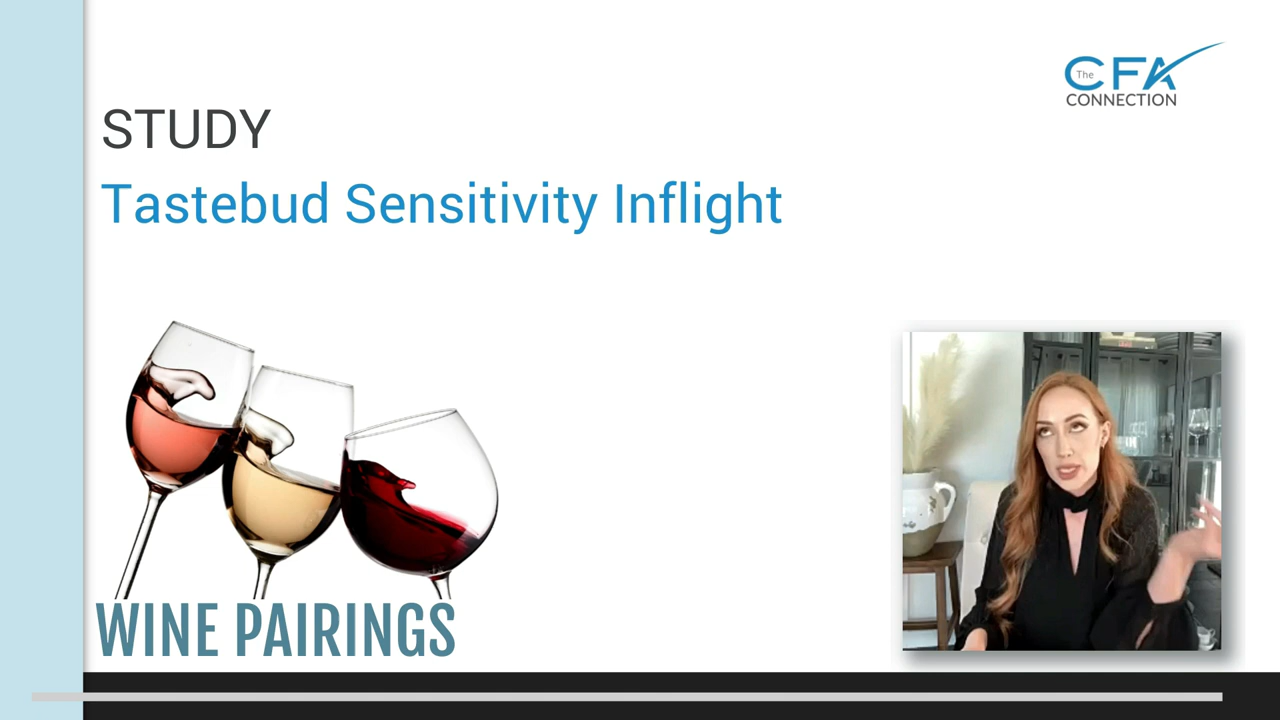 The CFA
CONNECTION
STUDY
Tastebud Sensitivity Inflight
WINE PAIRINGS